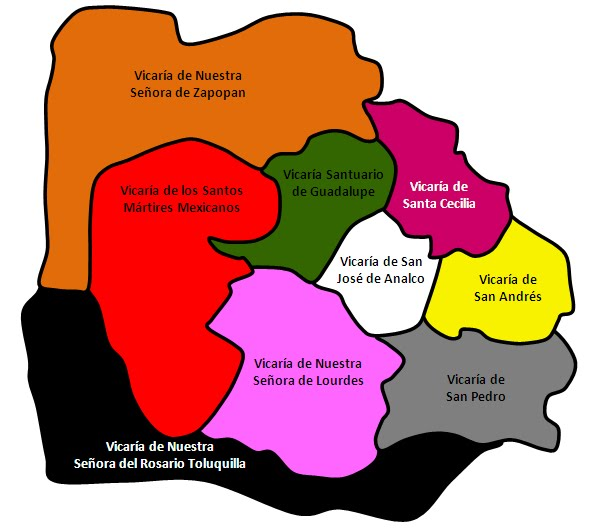 Vicaría de Nuestra
Señora de Zapopan
Vicaría de los Santos
Mártires Mexicanos
Vicaría Santuario
de Guadalupe
Vicaría de
Santa Cecilia
Vicaría de San
José de Analco
Vicaría de
San Andrés
Vicaría de Nuestra
Señora de Lourdes
Vicaría de
San Pedro
Vicaría de Nuestra
Señora del Rosario Toluquilla